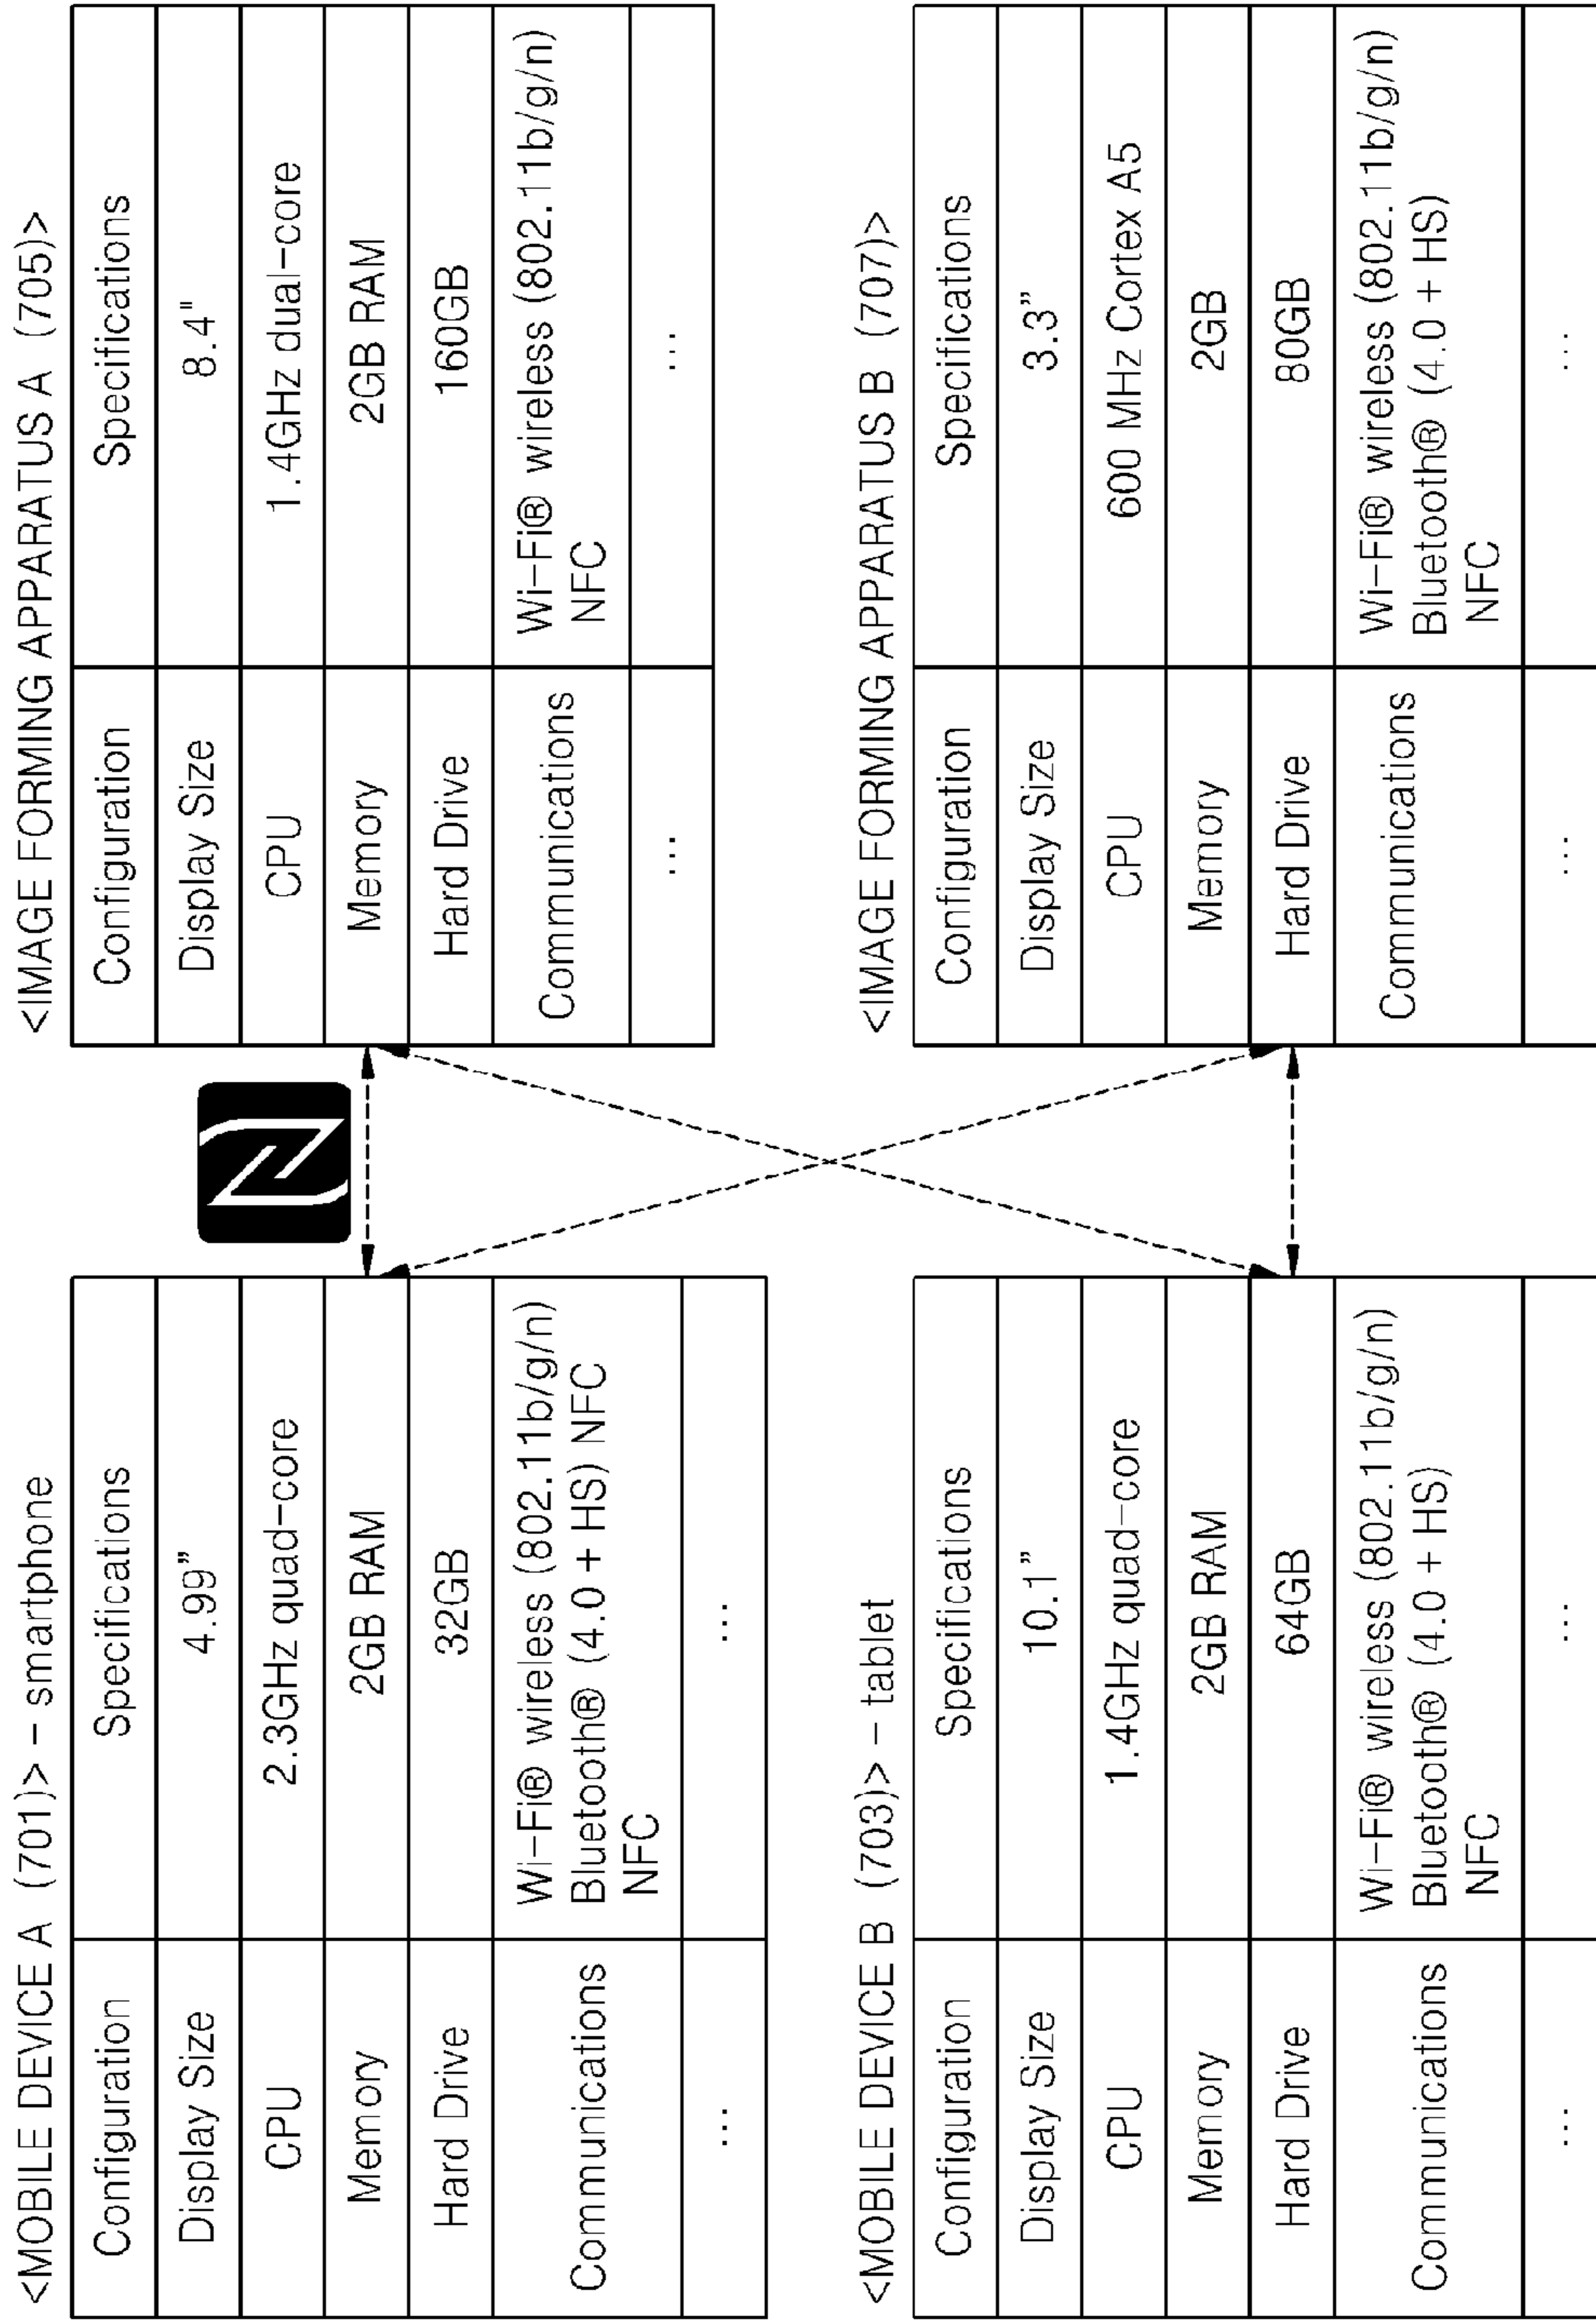 <MOBILE DEVICE A (701)> - smartphone
Configuration Specifications
Display Size 4.99”
CPU 2.3GHz quad-core
Memory 2GB RAM
Hard Drive 32GB
Communications Wi-Fi® wireless (802.11b/g/n)
Bluetooth® (4.0 + HS) NFC
NFC
... ...
<IMAGE FORMING APPARATUS A (705)>
Configuration Specifications
Display Size 8.4"
CPU 1.4GHz dual-core
Memory 2GB RAM
Hard Drive 160GB
Communications Wi-Fi® wireless (802.11b/g/n)
NFC
... ...
<MOBILE DEVICE B (703)> - tablet
Configuration Specifications
Display Size 10.1”
CPU 1.4GHz quad-core
Memory 2GB RAM
Hard Drive 64GB
Communications Wi-Fi® wireless (802.11b/g/n)
Bluetooth® (4.0 + HS)
NFC
... ...
<IMAGE FORMING APPARATUS B (707)>
Configuration Specifications
Display Size 3.3”
CPU 600 MHz Cortex A5
Memory 2GB
Hard Drive 80GB
Communications Wi-Fi® wireless (802.11b/g/n)
Bluetooth® (4.0 + HS)
NFC
... ...